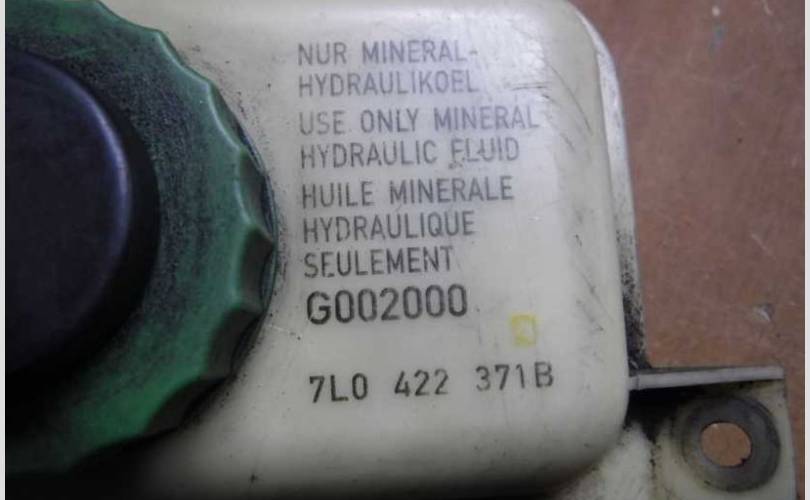 NUR MINERAL-
HYDRAULIKOEL
USE ONLY MINERAL
HYDRAULIC FLUID
HUILE MINERALE
HYDRAULIQUE
SEULEMENT
G002000
7L0 422 371B